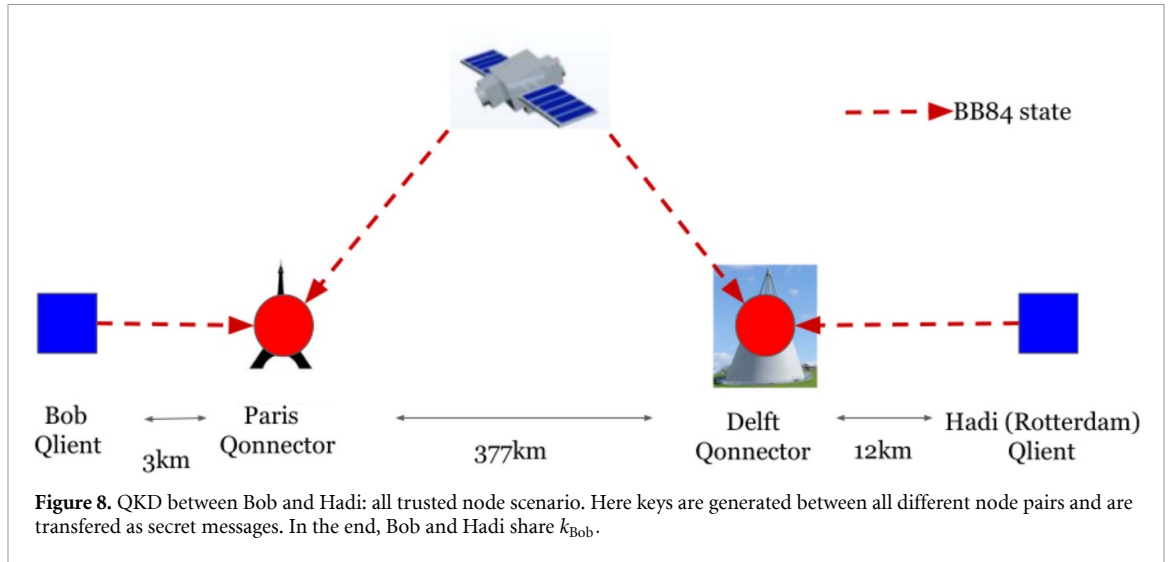 BB84 state
Bob
Qlient
3km
Paris
Qonnector
377km
Delft
Qonnector
12km
Hadi (Rotterdam)
Qlient
Figure 8. QKD between Bob and Hadi: all trusted node scenario. Here keys are generated between all different node pairs and are
transfered as secret messages. In the end, Bob and Hadi share kBob.